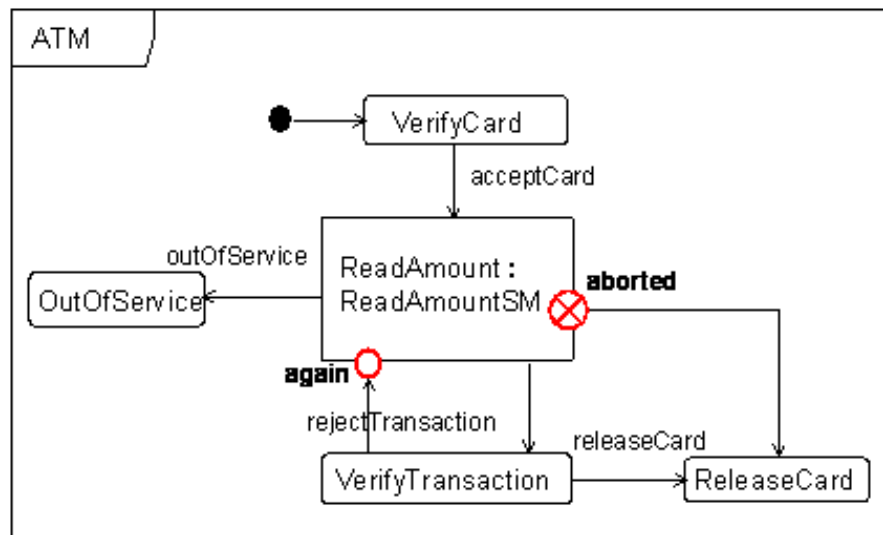 ATM
VerifyCard
acceptCard
outOfService
ReadAmount :
ReadAmountSM
aborted
OutOfService
again
rejectTransaction
releaseCard
VerifyTransaction
ReleaseCard